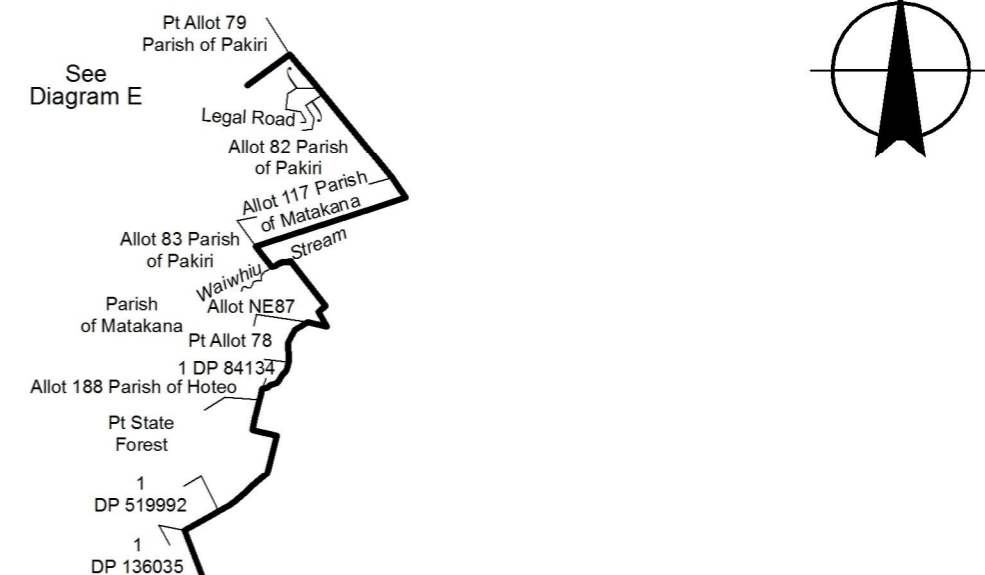 Pt Allot 79
Parish of Pakiri
See
Diagram E
Legal Road
Allot 82 Parish
of Pakiri
Allot 117 Parish
of Matakana
Allot 83 Parish
of Pakiri
Waiwhiu Stream
Parish
of Matakana
Allot NE87
Pt Allot 78
1 DP 84134
Allot 188 Parish of Hoteo
Pt State
Forest
1
DP 519992
1
DP 136035